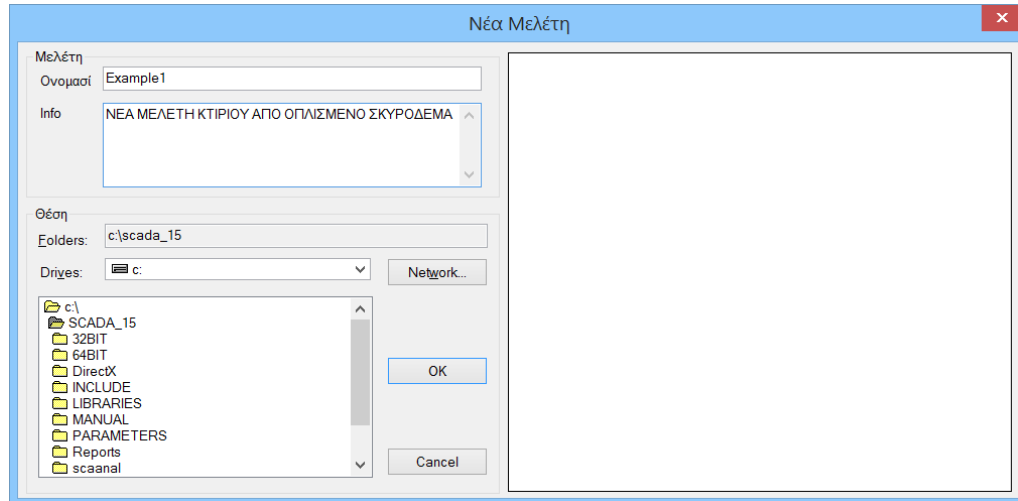 Νέα Μελέτη
Μελέτη
Ονομασί Example1
Info ΝΕΑ ΜΕΛΕΤΗ ΚΤΙΡΙΟΥ ΑΠΟ ΟΠΛΙΣΜΕΝΟ ΣΚΥΡΟΔΕΜΑ
Θέση
Folders: c:\scada_15
Drives: c: Network...
c:\
SCADA_15
32BIT
64BIT
DirectX
INCLUDE
LIBRARIES
MANUAL
PARAMETERS
Reports
scaanal
OK
Cancel